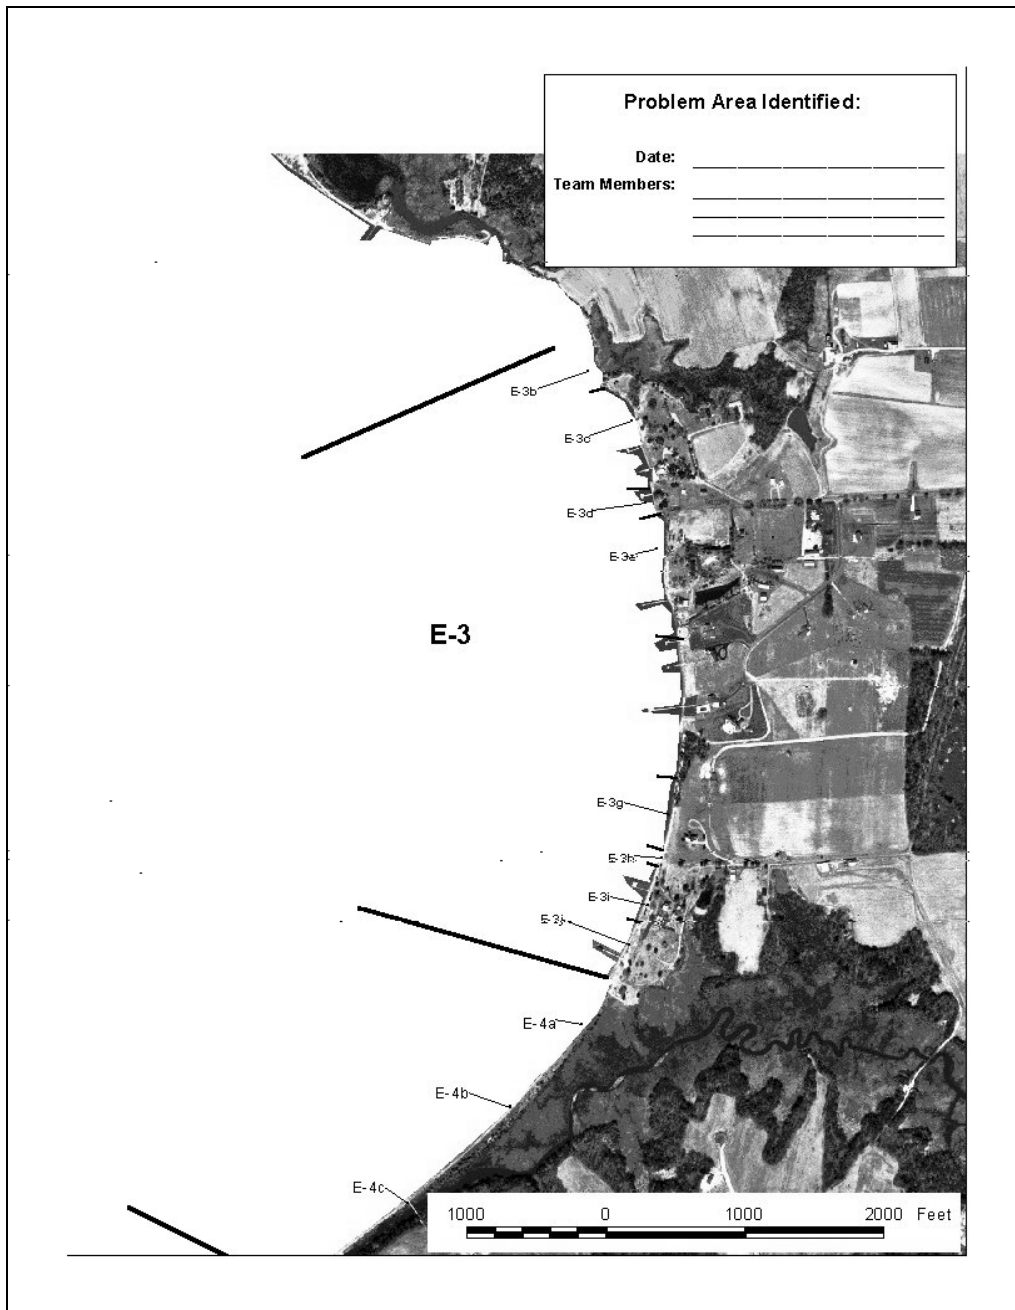 Problem Area Identified:
Date:
Team Members:
E-3b
E-3c
E-3d
E-3e
E-3
E-3g
E-3h
E-3i
E-3j
E-4a
E-4b
E-4c
1000 0 1000 2000 Feet